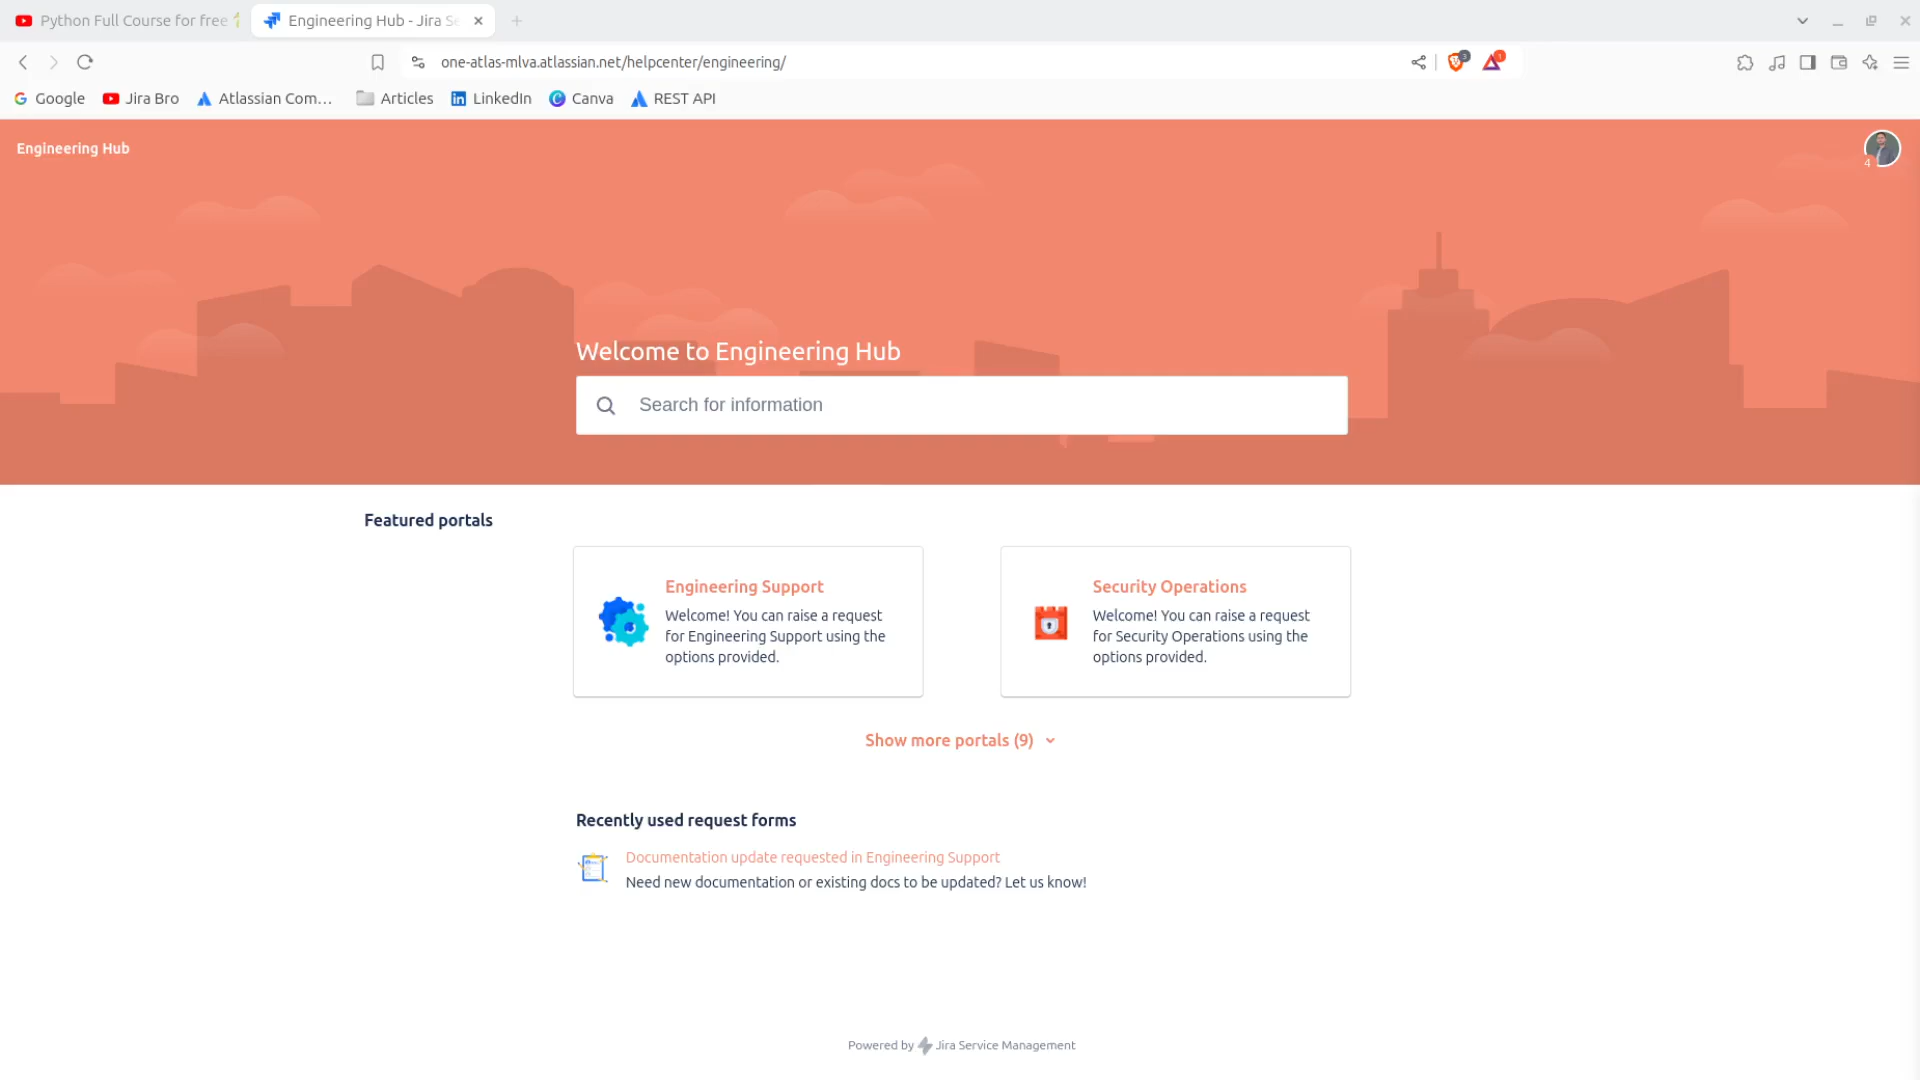 Python Full Course for free
Engineering Hub - Jira Se
one-atlas-mlva.atlassian.net/helpcenter/engineering/
3
1
Google
Jira Bro
Atlassian Com...
Articles
LinkedIn
Canva
REST API
Engineering Hub
4
Welcome to Engineering Hub
Search for information
Featured portals
Engineering Support
Welcome! You can raise a request
for Engineering Support using the
options provided.
Security Operations
Welcome! You can raise a request
for Security Operations using the
options provided.
Show more portals (9)
Recently used request forms
Documentation update requested in Engineering Support
Need new documentation or existing docs to be updated? Let us know!
Powered by Jira Service Management